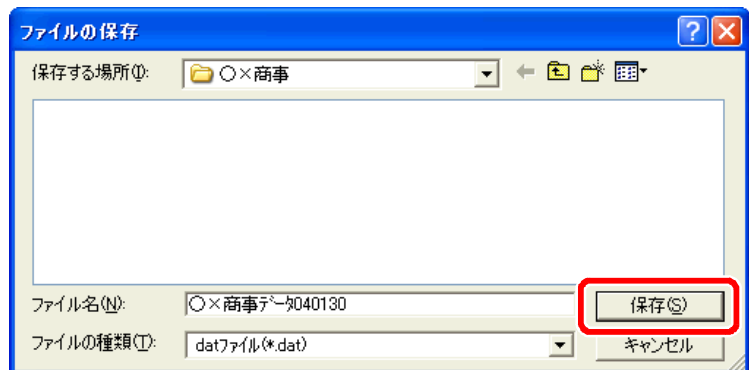 ファイルの保存
保存する場所(I):
〇×商事
ファイル名(N):
〇×商事ﾃﾞｰﾀ040130
保存(S)
ファイルの種類(T):
datファイル(*.dat)
キャンセル